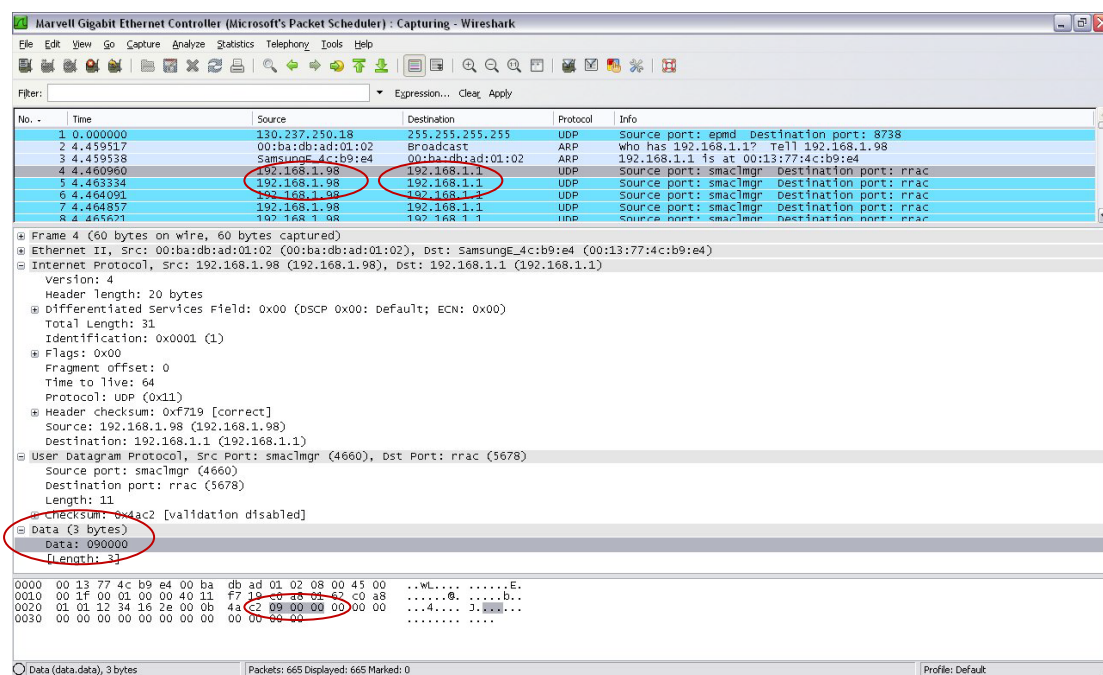 Marvell Gigabit Ethernet Controller (Microsoft's Packet Scheduler) : Capturing - Wireshark
File Edit View Go Capture Analyze Statistics Telephony Tools Help
Filter: Expression... Clear Apply
No. - Time Source Destination Protocol Info
1 0.000000 130.237.250.18 255.255.255.255 UDP Source port: epmd Destination port: 8738
2 4.459517 00:ba:db:ad:01:02 Broadcast ARP Who has 192.168.1.1? Tell 192.168.1.98
3 4.459538 SamsungE_4c:b9:e4 00:ba:db:ad:01:02 ARP 192.168.1.1 is at 00:13:77:4c:b9:e4
4 4.460960 192.168.1.98 192.168.1.1 UDP Source port: smaclmgr Destination port: rrac
5 4.463334 192.168.1.98 192.168.1.1 UDP Source port: smaclmgr Destination port: rrac
6 4.464091 192.168.1.98 192.168.1.1 UDP Source port: smaclmgr Destination port: rrac
7 4.464857 192.168.1.98 192.168.1.1 UDP Source port: smaclmgr Destination port: rrac
8 4.465621 192.168.1.98 192.168.1.1 UDP Source port: smaclmgr Destination port: rrac
Frame 4 (60 bytes on wire, 60 bytes captured)
Ethernet II, Src: 00:ba:db:ad:01:02 (00:ba:db:ad:01:02), Dst: SamsungE_4c:b9:e4 (00:13:77:4c:b9:e4)
Internet Protocol, Src: 192.168.1.98 (192.168.1.98), Dst: 192.168.1.1 (192.168.1.1)
Version: 4
Header length: 20 bytes
Differentiated Services Field: 0x00 (DSCP 0x00: Default; ECN: 0x00)
Total Length: 31
Identification: 0x0001 (1)
Flags: 0x00
Fragment offset: 0
Time to live: 64
Protocol: UDP (0x11)
Header checksum: 0xf719 [correct]
Source: 192.168.1.98 (192.168.1.98)
Destination: 192.168.1.1 (192.168.1.1)
User Datagram Protocol, Src Port: smaclmgr (4660), Dst Port: rrac (5678)
Source port: smaclmgr (4660)
Destination port: rrac (5678)
Length: 11
Checksum: 0x4ac2 [validation disabled]
Data (3 bytes)
Data: 090000
[Length: 3]
0000 00 13 77 4c b9 e4 00 ba db ad 01 02 08 00 45 00 ..wL.... ......E.
0010 00 1f 00 01 00 00 40 11 f7 19 c0 a8 01 62 c0 a8 ......@. .....b..
0020 01 01 12 34 16 2e 00 0b 4a c2 09 00 00 00 00 00 ...4.... J.......
0030 00 00 00 00 00 00 00 00 00 00 00 00 ........ ....
Data (data.data), 3 bytes Packets: 665 Displayed: 665 Marked: 0 Profile: Default